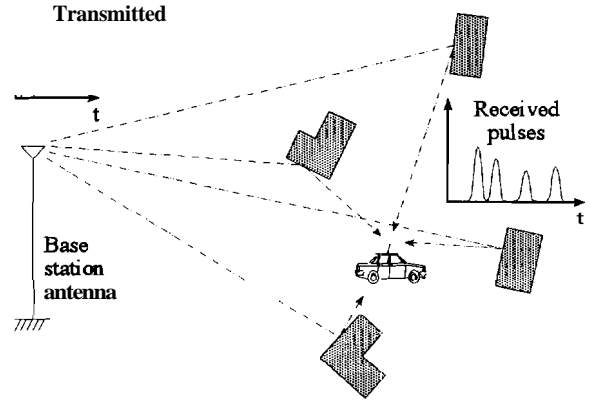 Transmitted
t
Received
pulses
t
Base
station
antenna